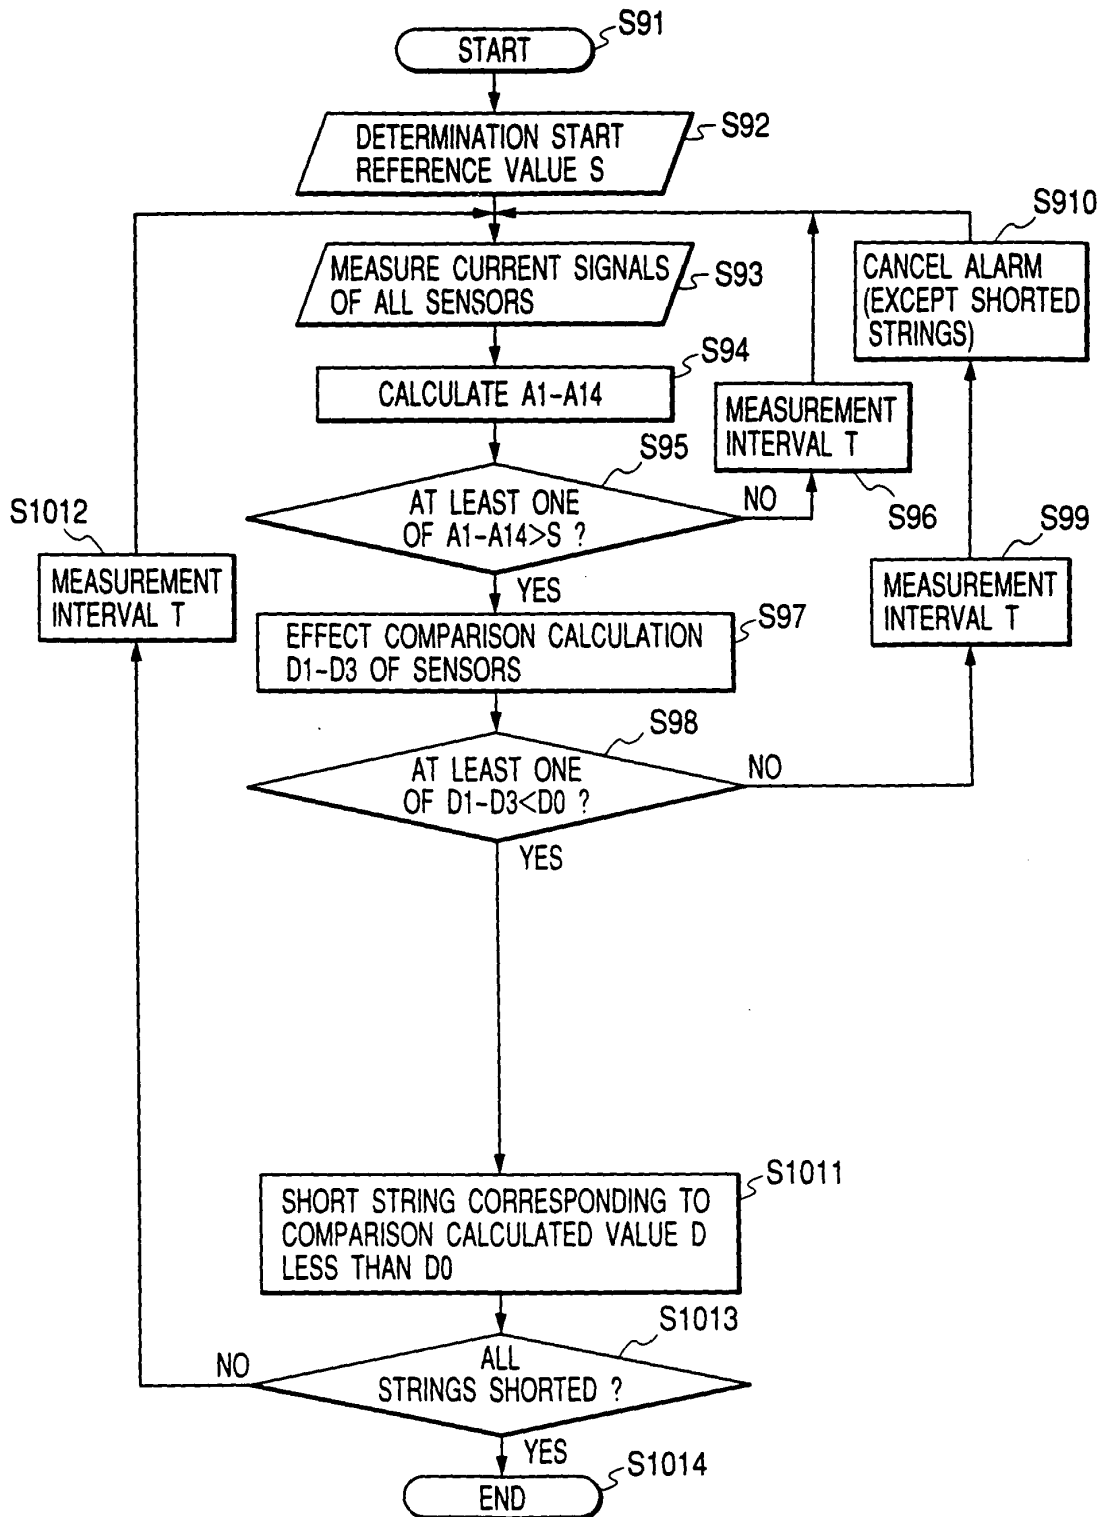 START
S91
DETERMINATION START
REFERENCE VALUE S
S92
MEASURE CURRENT SIGNALS
OF ALL SENSORS
S93
CANCEL ALARM
(EXCEPT SHORTED
STRINGS)
S910
CALCULATE A1-A14
S94
MEASUREMENT
INTERVAL T
S96
AT LEAST ONE
OF A1-A14>S ?
S95
NO
YES
S1012
MEASUREMENT
INTERVAL T
S99
MEASUREMENT
INTERVAL T
EFFECT COMPARISON CALCULATION
D1-D3 OF SENSORS
S97
AT LEAST ONE
OF D1-D3<D0 ?
S98
NO
YES
SHORT STRING CORRESPONDING TO
COMPARISON CALCULATED VALUE D
LESS THAN D0
S1011
ALL
STRINGS SHORTED ?
S1013
NO
YES
END
S1014